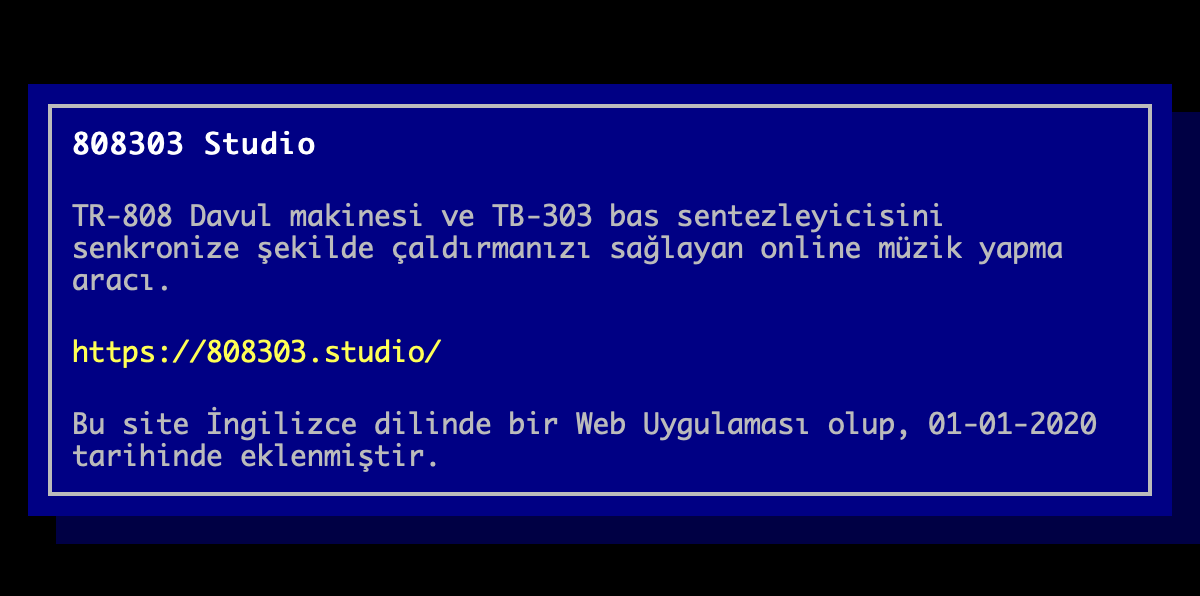 808303 Studio
TR-808 Davul makinesi ve TB-303 bas sentezleyicisini
senkronize şekilde çaldırmanızı sağlayan online müzik yapma
aracı.
https://808303.studio/
Bu site İngilizce dilinde bir Web Uygulaması olup, 01-01-2020
tarihinde eklenmiştir.